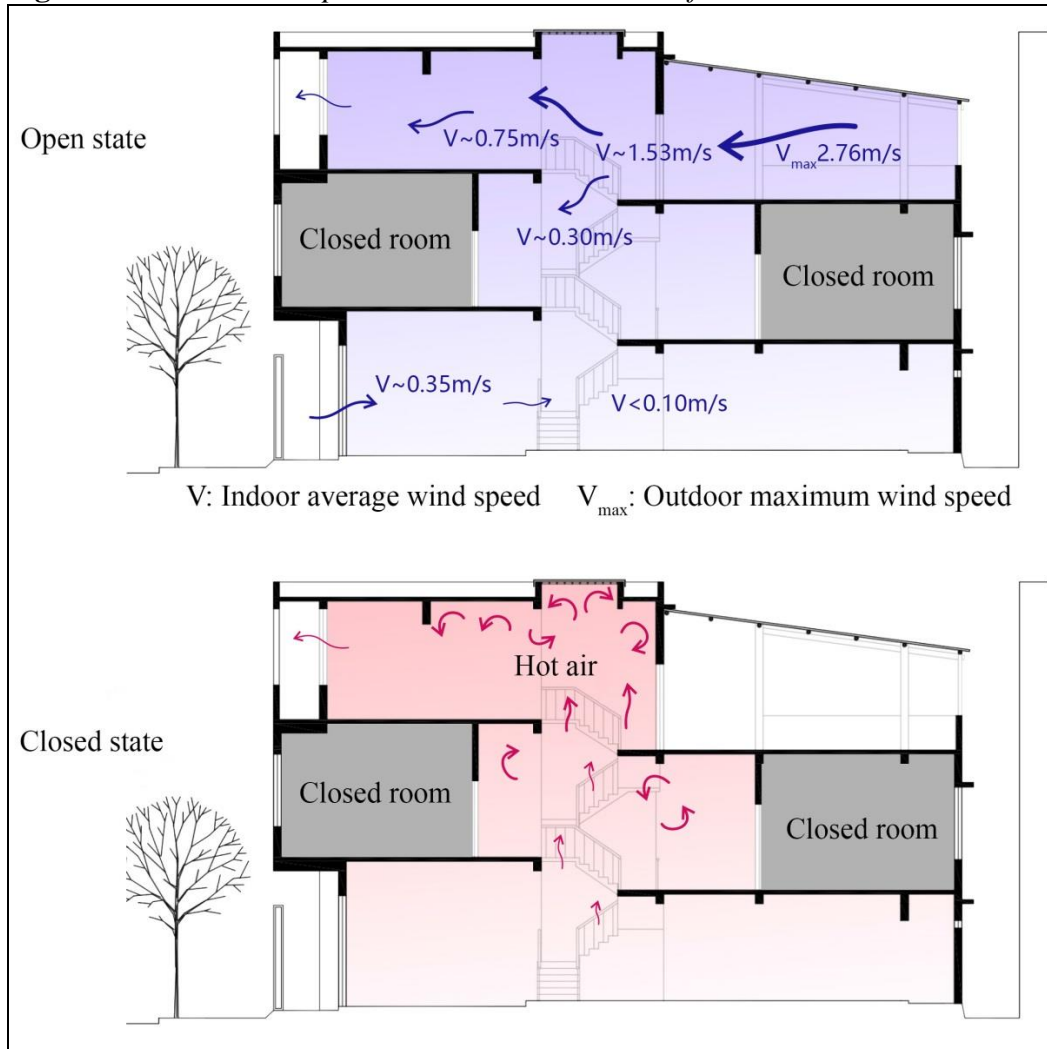 Open state
V~0.75m/s
V~1.53m/s
Vmax2.76m/s
Closed room
V~0.30m/s
Closed room
V~0.35m/s
V<0.10m/s
V: Indoor average wind speed Vmax: Outdoor maximum wind speed
Hot air
Closed state
Closed room
Closed room